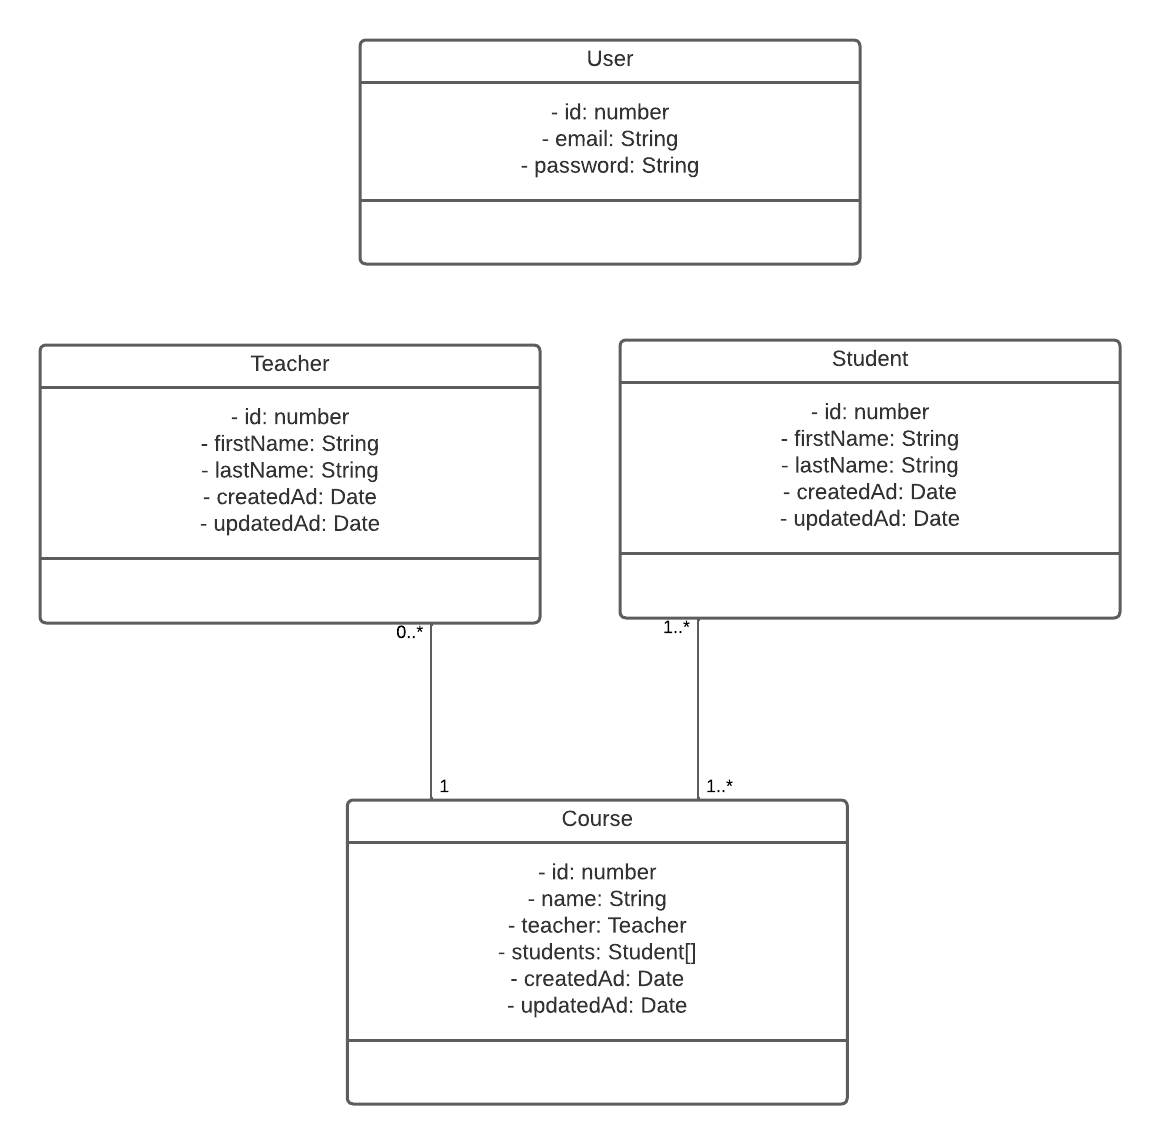 User
- id: number
- email: String
- password: String
Teacher
- id: number
- firstName: String
- lastName: String
- createdAd: Date
- updatedAd: Date
Student
- id: number
- firstName: String
- lastName: String
- createdAd: Date
- updatedAd: Date
0..*
1..*
1
1..*
Course
- id: number
- name: String
- teacher: Teacher
- students: Student[]
- createdAd: Date
- updatedAd: Date